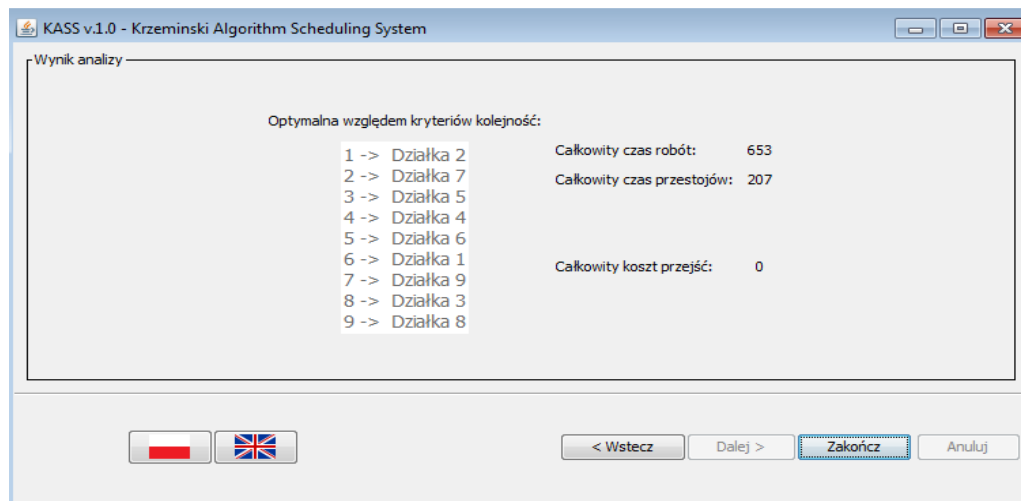 KASS v.1.0 - Krzeminski Algorithm Scheduling System
Wynik analizy
Optymalna względem kryteriów kolejność:
1 -> Działka 2
2 -> Działka 7
3 -> Działka 5
4 -> Działka 4
5 -> Działka 6
6 -> Działka 1
7 -> Działka 9
8 -> Działka 3
9 -> Działka 8
Całkowity czas robót: 653
Całkowity czas przestojów: 207
Całkowity koszt przejść: 0
< Wstecz
Dalej >
Zakończ
Anuluj